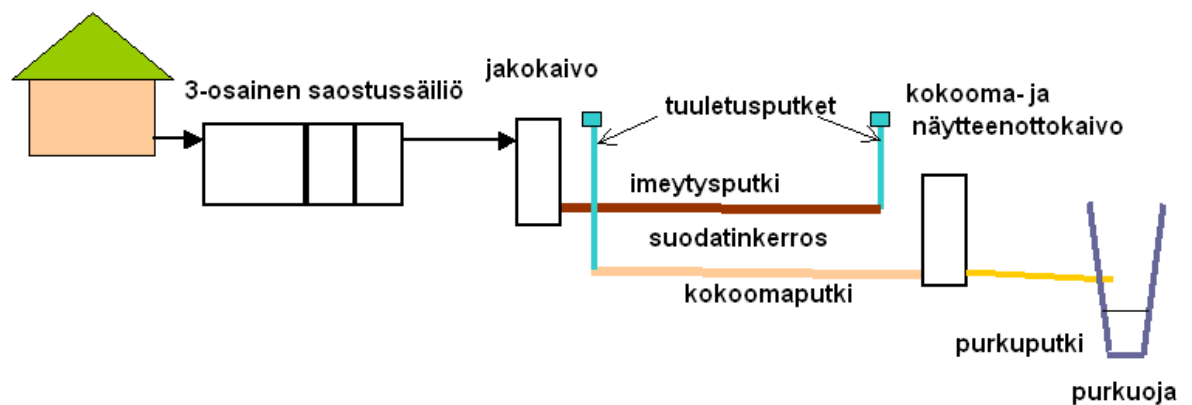 jakokaivo
3-osainen saostussäiliö
tuuletusputket
kokooma- ja
näytteenottokaivo
imeytysputki
suodatinkerros
kokoomaputki
purkuputki
purkuoja